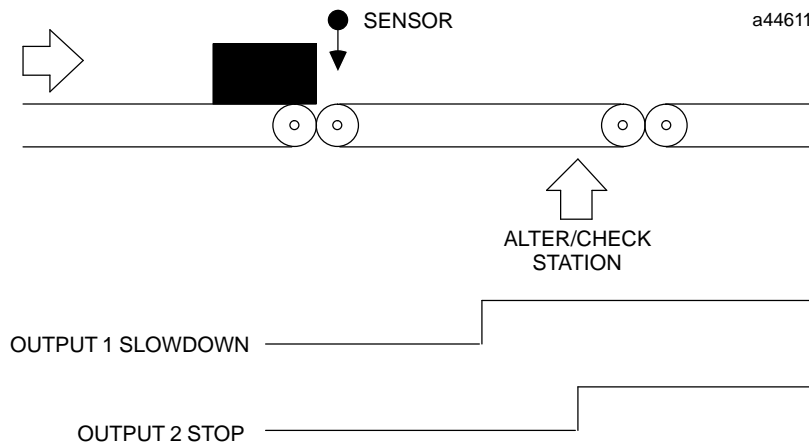 SENSOR
a44611
ALTER/CHECK
STATION
OUTPUT 1 SLOWDOWN
OUTPUT 2 STOP